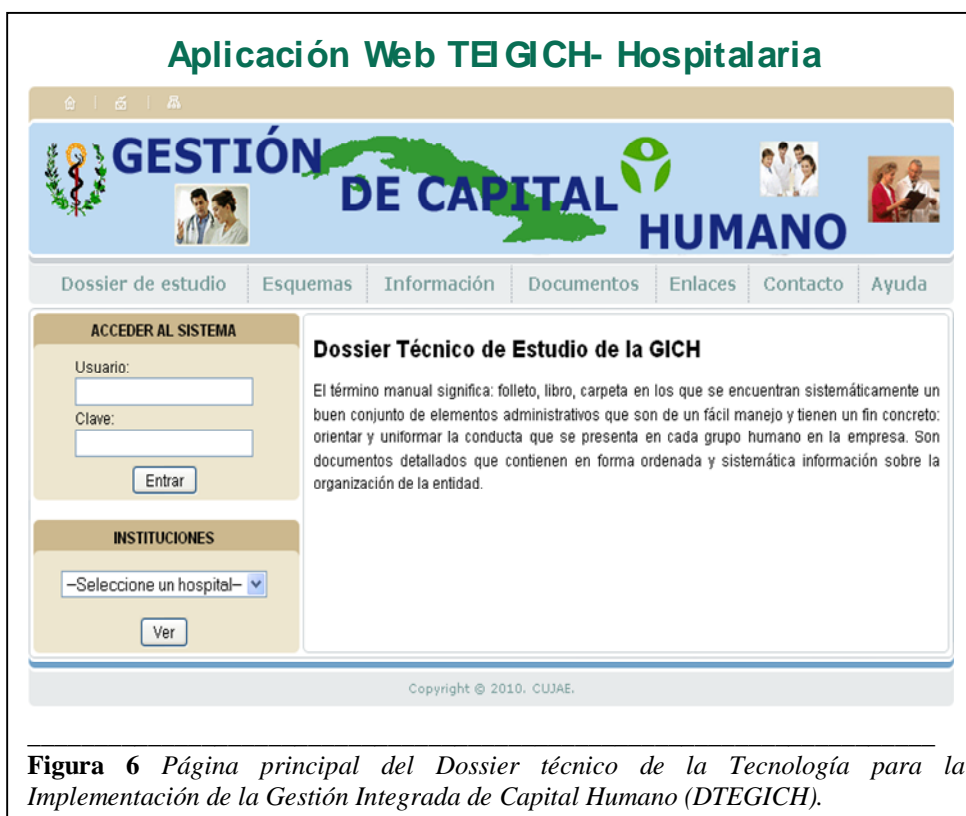 Aplicación Web TEIGICH- Hospitalaria
GESTIÓN
DE CAPITAL
HUMANO
Dossier de estudio Esquemas Información Documentos Enlaces Contacto Ayuda
ACCEDER AL SISTEMA
Usuario:
Clave:
Entrar
INSTITUCIONES
–Seleccione un hospital–
Ver
Dossier Técnico de Estudio de la GICH
El término manual significa: folleto, libro, carpeta en los que se encuentran sistemáticamente un
buen conjunto de elementos administrativos que son de un fácil manejo y tienen un fin concreto:
orientar y uniformar la conducta que se presenta en cada grupo humano en la empresa. Son
documentos detallados que contienen en forma ordenada y sistemática información sobre la
organización de la entidad.
Copyright © 2010. CUJAE.
Figura 6 Página principal del Dossier técnico de la Tecnología para la
Implementación de la Gestión Integrada de Capital Humano (DTEGICH).